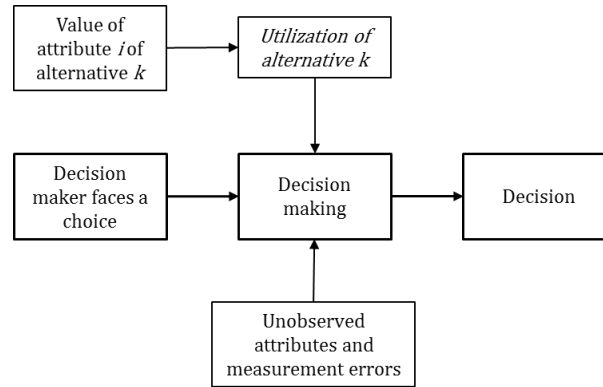 Value of
attribute i of
alternative k
Utilization of
alternative k
Decision
maker faces a
choice
Decision
making
Decision
Unobserved
attributes and
measurement errors